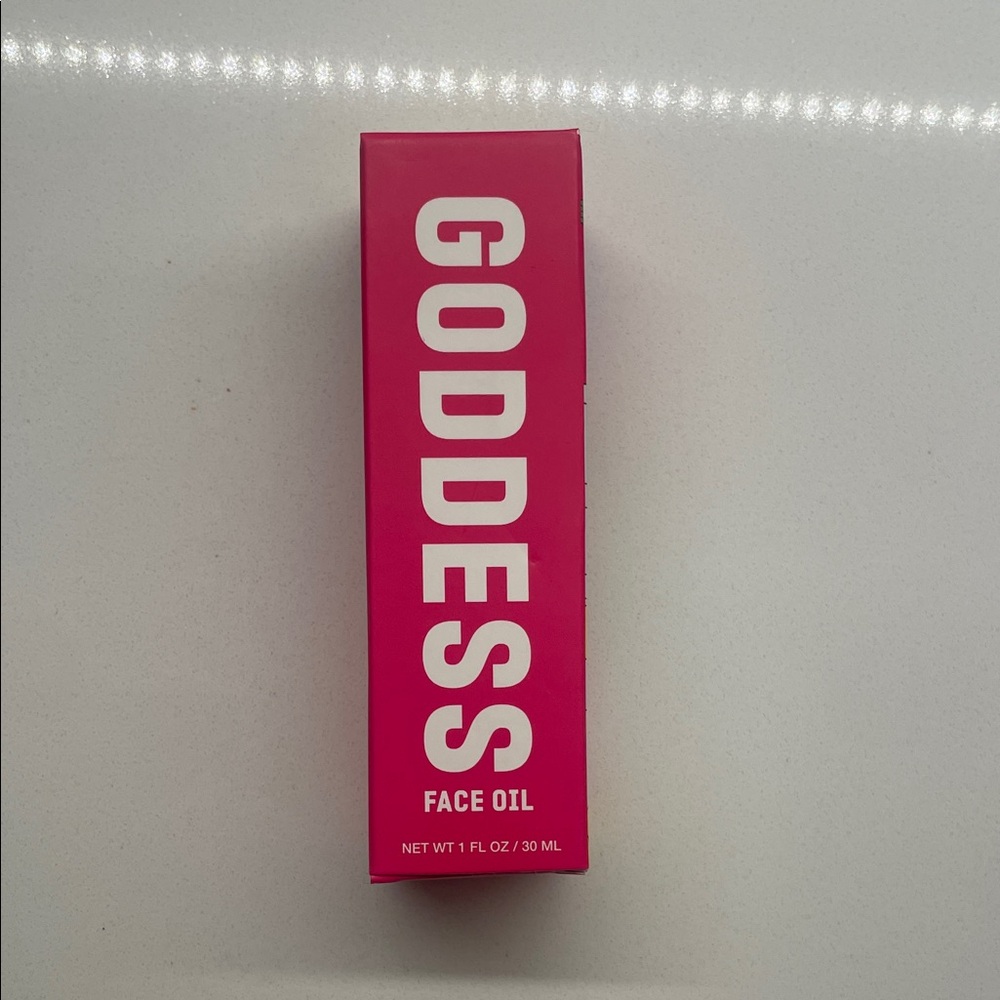 GODDESS
FACE OIL
NET WT 1 FL OZ / 30 ML